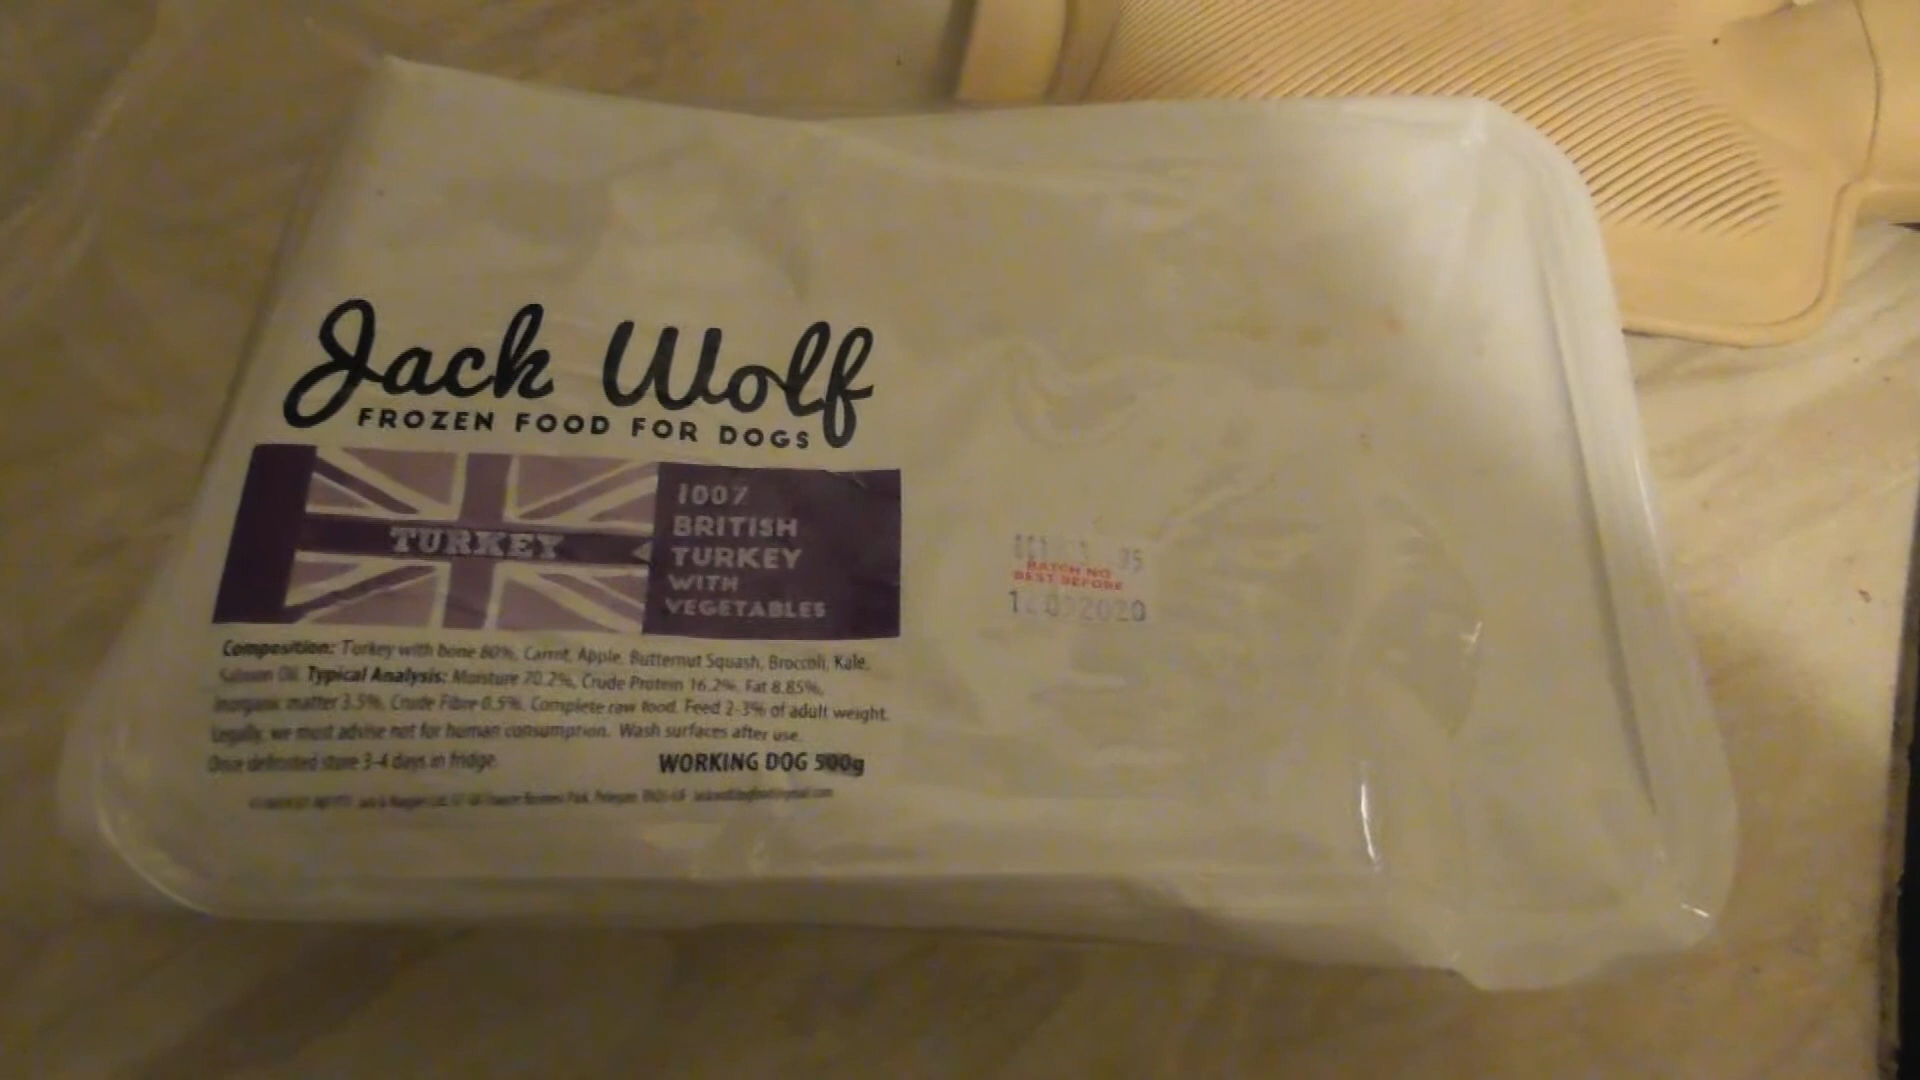 Jack Wolf
FROZEN FOOD FOR DOGS
TURKEY
100%
BRITISH
TURKEY
WITH
VEGETABLES
Composition: Turkey with bone 80%, Carrot, Apple, Butternut Squash, Broccoli, Kale,
Salmon Oil. Typical Analysis: Moisture 70.2%, Crude Protein 16.2%, Fat 8.85%,
Inorganic matter 3.5%, Crude Fibre 0.5%. Complete raw food. Feed 2-3% of adult weight.
Legally, we must advise not for human consumption. Wash surfaces after use.
Once defrosted store 3-4 days in fridge.
WORKING DOG 500g
BATCH NO
BEST BEFORE
2020